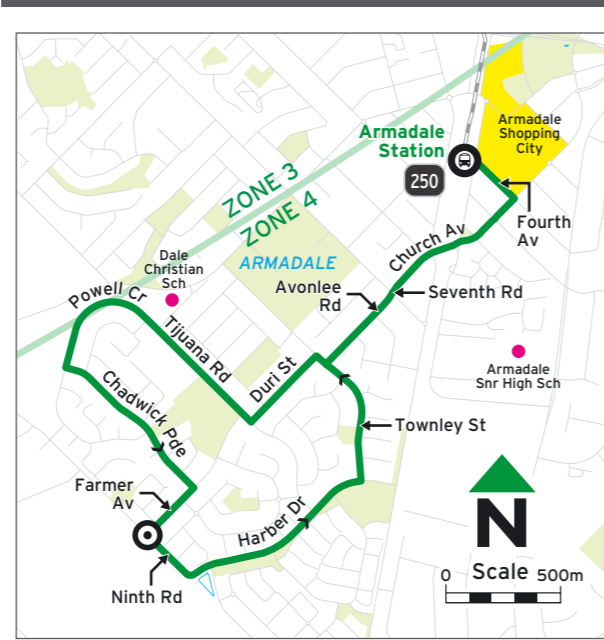 Armadale
Shopping
City
Armadale
Station
250
ZONE 3
ZONE 4
Fourth
Av
Church Av
Dale
Christian
Sch
ARMADALE
Avonlee
Rd
Seventh Rd
Powell Cr
Tijuana Rd
Duri St
Armadale
Snr High Sch
Chadwick Pde
Townley St
Farmer
Av
Harber Dr
N
Ninth Rd
0 Scale 500m